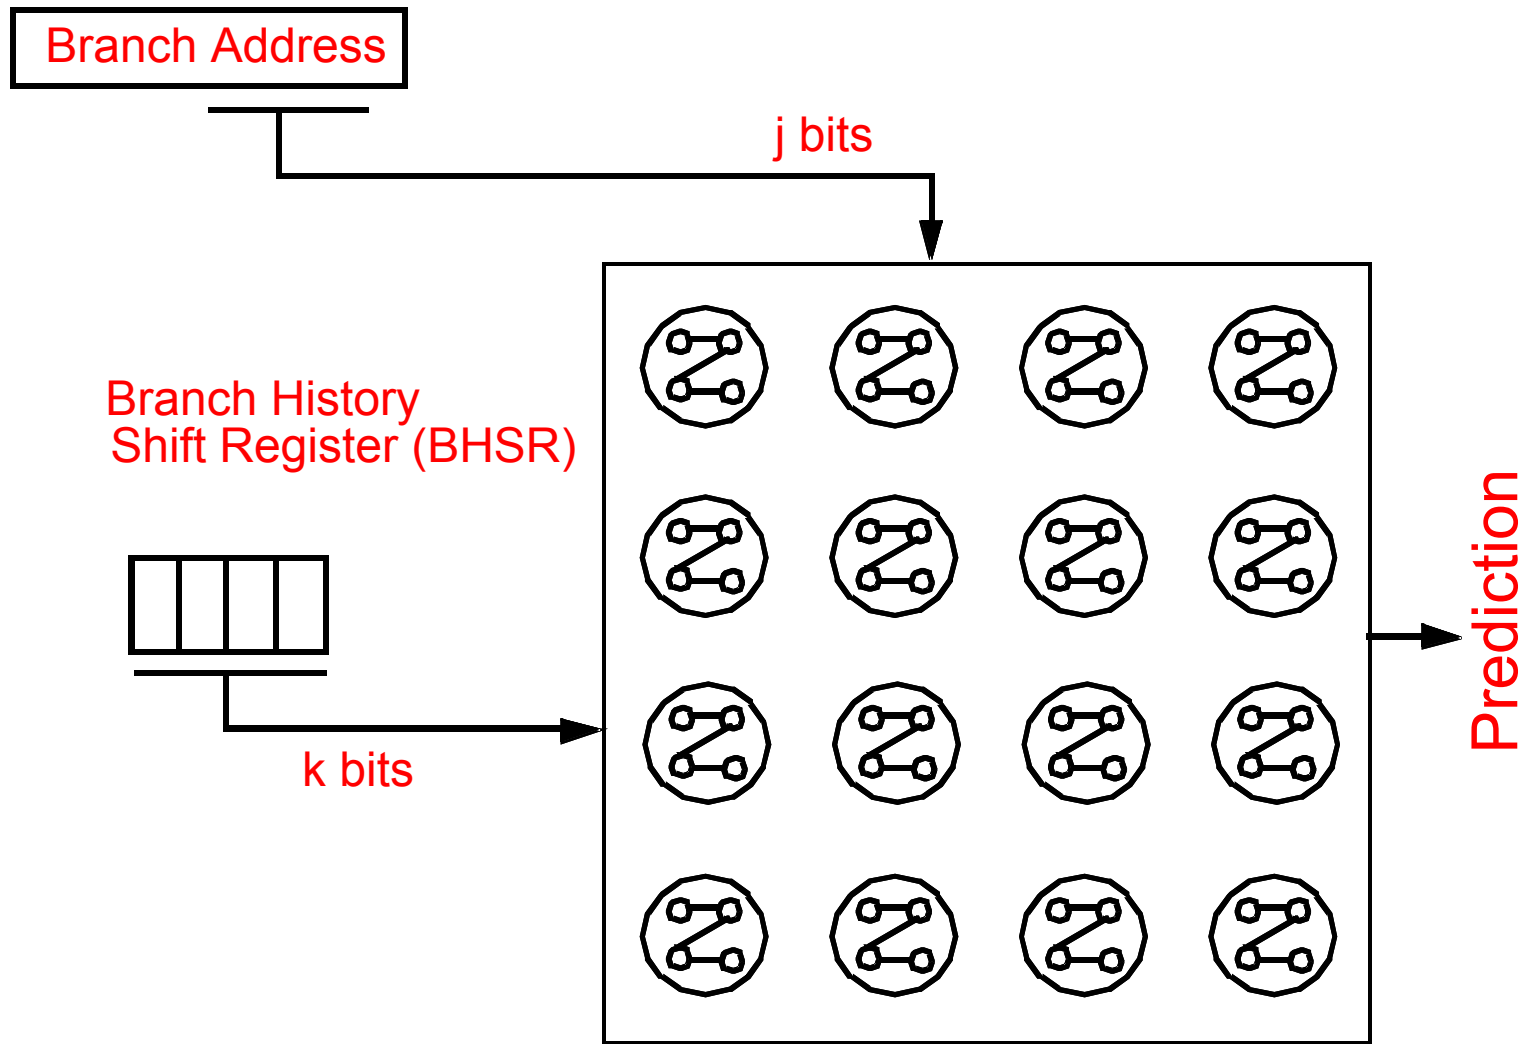 Branch Address
j bits
Branch History
Shift Register (BHSR)
k bits
Prediction